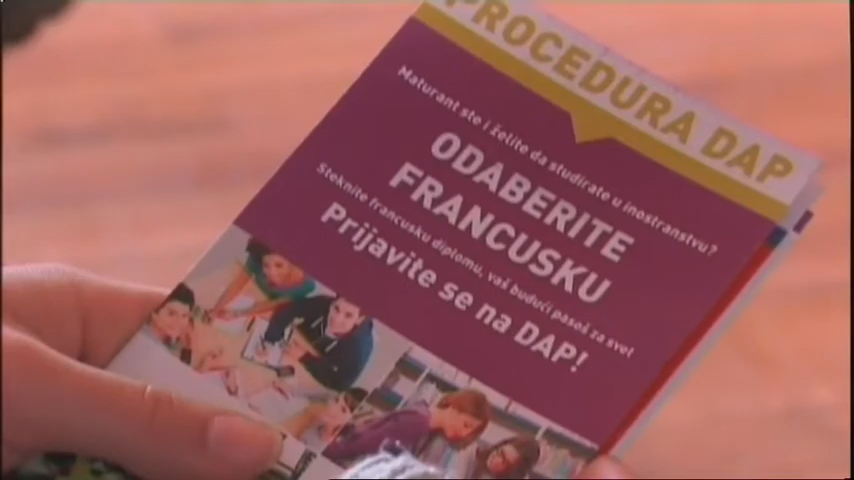 PROCEDURA DAP
Maturant ste i želite da studirate u inostranstvu?
ODABERITE
FRANCUSKU
Steknite francusku diplomu, vaš budući pasoš za svet
Prijavite se na DAP!